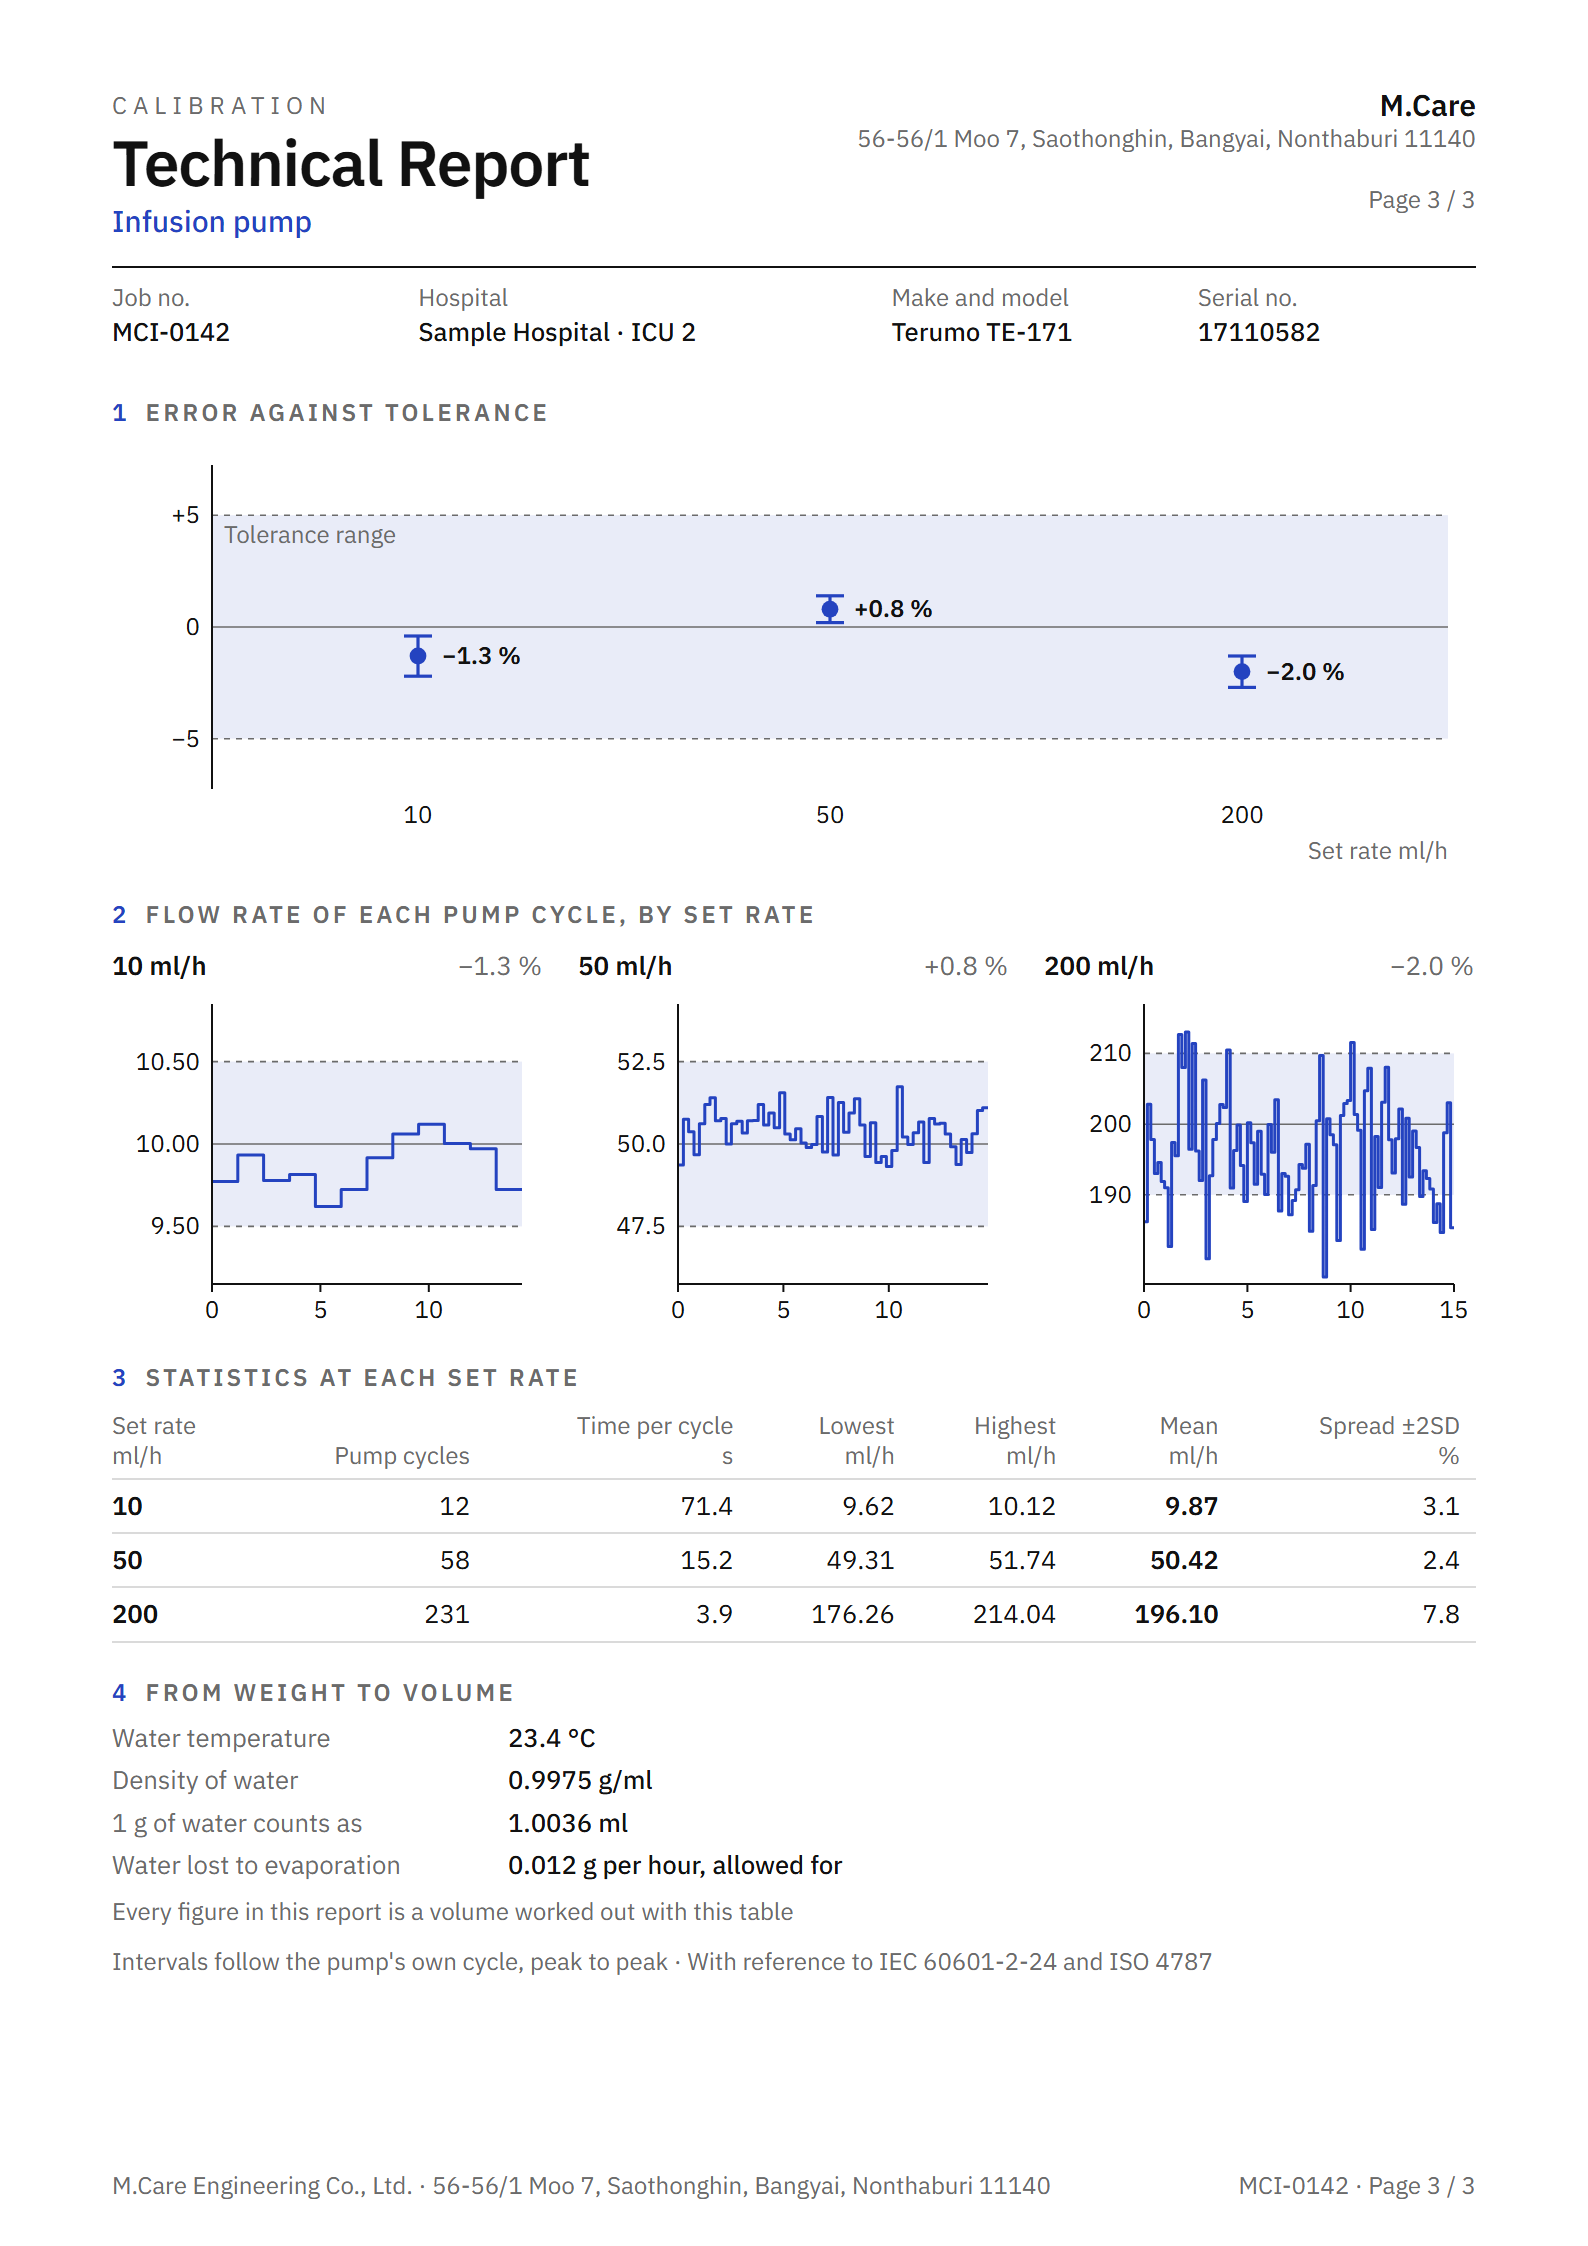 CALIBRATION
Technical Report
Infusion pump
M.Care
56-56/1 Moo 7, Saothonghin, Bangyai, Nonthaburi 11140
Page 3 / 3
Job no. Hospital Make and model Serial no.
MCI-0142 Sample Hospital · ICU 2 Terumo TE-171 17110582
1 ERROR AGAINST TOLERANCE
+5
Tolerance range
+0.8 %
0
−1.3 %
−2.0 %
−5
10 50 200
Set rate ml/h
2 FLOW RATE OF EACH PUMP CYCLE, BY SET RATE
10 ml/h −1.3 % 50 ml/h +0.8 % 200 ml/h −2.0 %
10.50 52.5 210
10.00 50.0 200
9.50 47.5 190
0 5 10 0 5 10 0 5 10 15
3 STATISTICS AT EACH SET RATE
Set rate Time per cycle Lowest Highest Mean Spread ±2SD
ml/h Pump cycles s ml/h ml/h ml/h %
10 12 71.4 9.62 10.12 9.87 3.1
50 58 15.2 49.31 51.74 50.42 2.4
200 231 3.9 176.26 214.04 196.10 7.8
4 FROM WEIGHT TO VOLUME
Water temperature 23.4 °C
Density of water 0.9975 g/ml
1 g of water counts as 1.0036 ml
Water lost to evaporation 0.012 g per hour, allowed for
Every figure in this report is a volume worked out with this table
Intervals follow the pump's own cycle, peak to peak · With reference to IEC 60601-2-24 and ISO 4787
M.Care Engineering Co., Ltd. · 56-56/1 Moo 7, Saothonghin, Bangyai, Nonthaburi 11140 MCI-0142 · Page 3 / 3